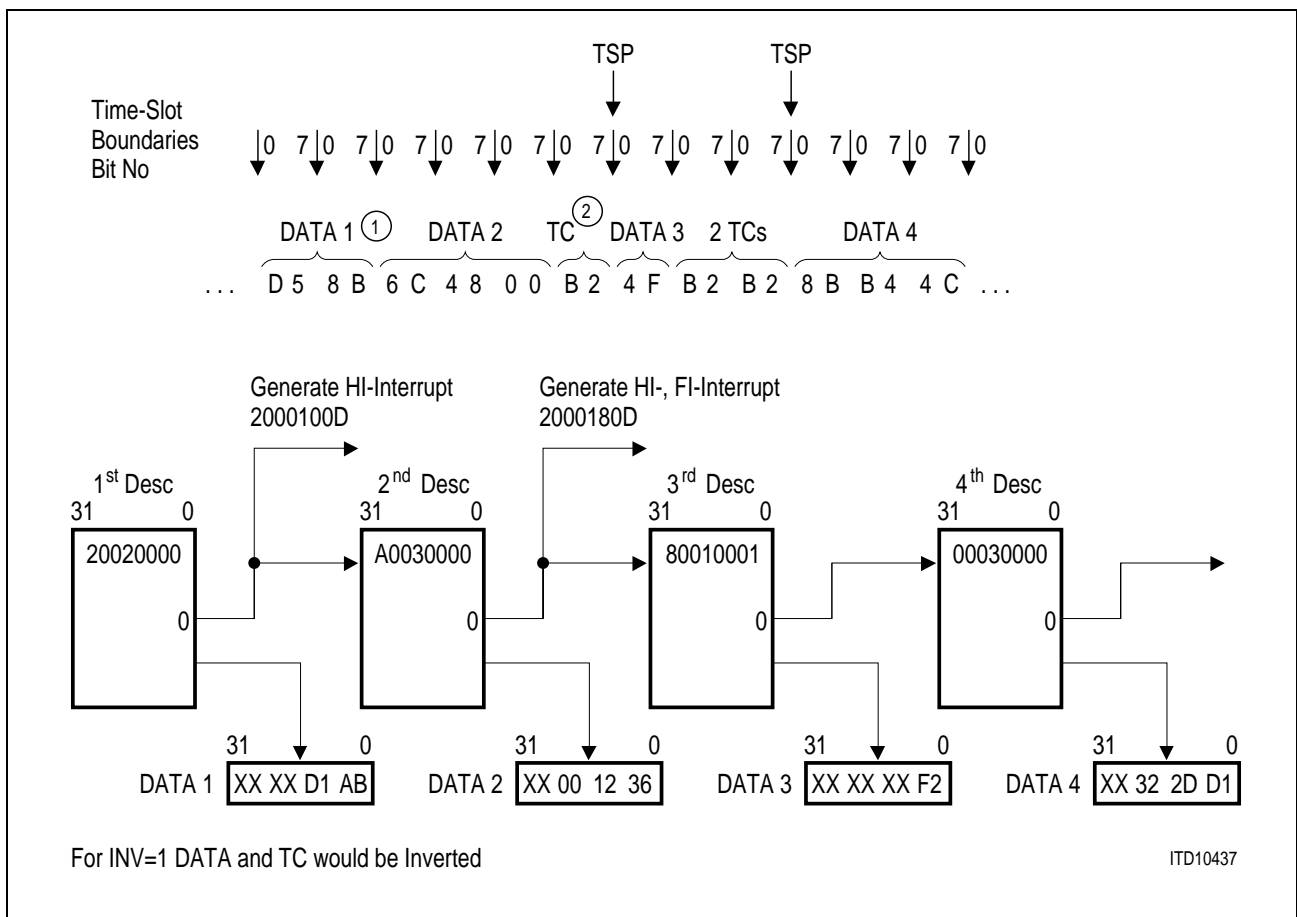 TSP TSP
Time-Slot
Boundaries
Bit No
0 7 0 7 0 7 0 7 0 7 0 7 0 7 0 7 0 7 0 7 0 7 0 7 0
DATA 1 1 DATA 2 TC 2 DATA 3 2 TCs DATA 4
. . . D 5 8 B 6 C 4 8 0 0 B 2 4 F B 2 B 2 8 B B 4 4 C . . .
Generate HI-Interrupt
2000100D
Generate HI-, FI-Interrupt
2000180D
1st Desc 2nd Desc 3rd Desc 4th Desc
31 0 31 0 31 0 31 0
20020000 A0030000 80010001 00030000
0 0 0 0
31 0 31 0 31 0 31 0
DATA 1 XX XX D1 AB DATA 2 XX 00 12 36 DATA 3 XX XX XX F2 DATA 4 XX 32 2D D1
For INV=1 DATA and TC would be Inverted
ITD10437